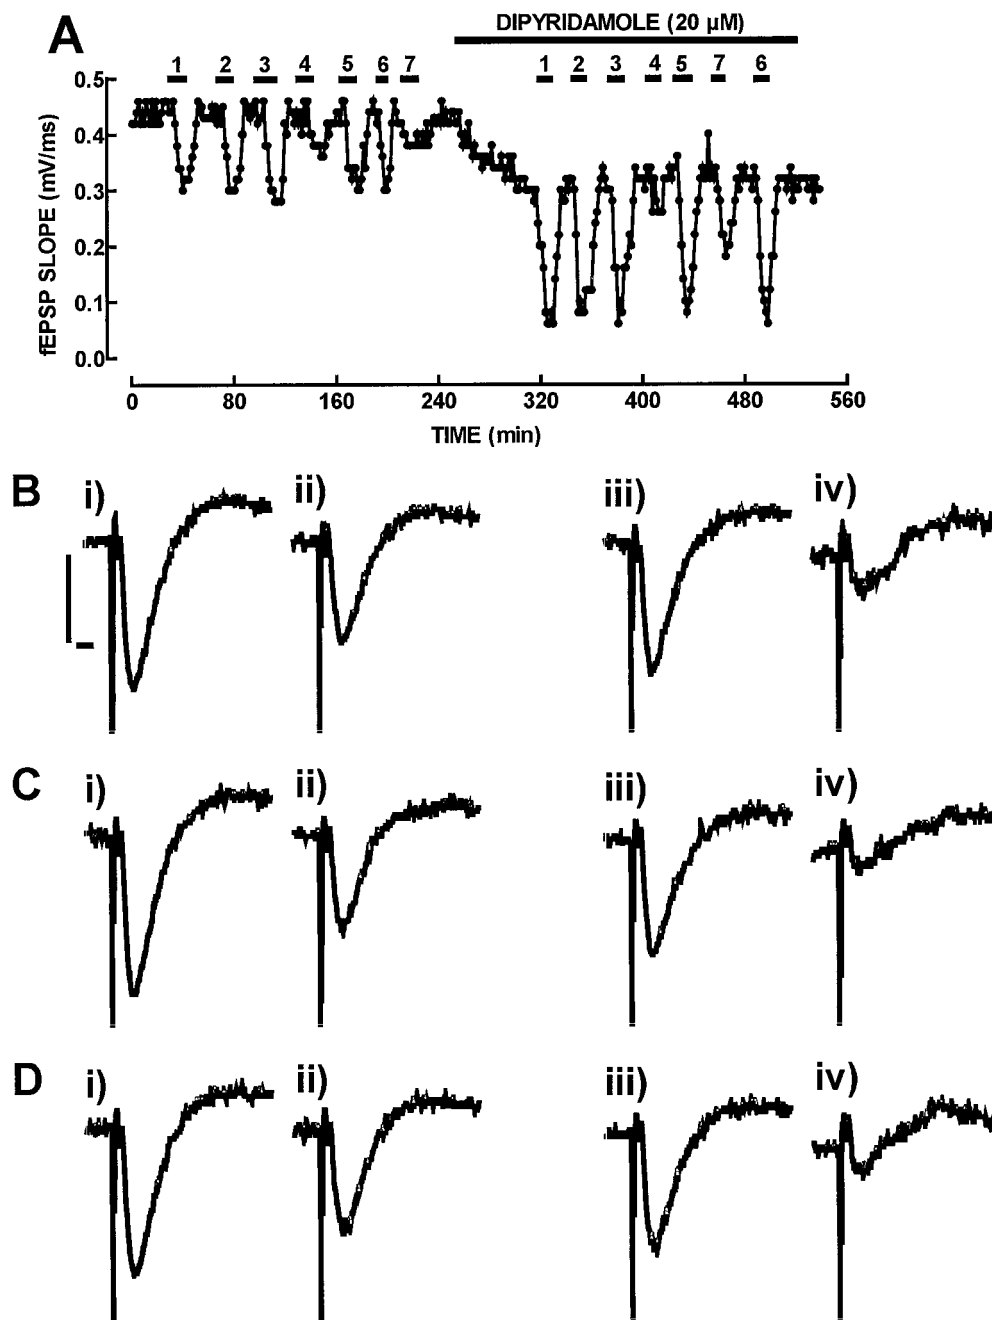 A
DIPYRIDAMOLE (20 µM)
1 2 3 4 5 6 7 1 2 3 4 5 7 6
fEPSP SLOPE (mV/ms)
0.5
0.4
0.3
0.2
0.1
0.0
0 80 160 240 320 400 480 560
TIME (min)
B i) ii) iii) iv)
C i) ii) iii) iv)
D i) ii) iii) iv)